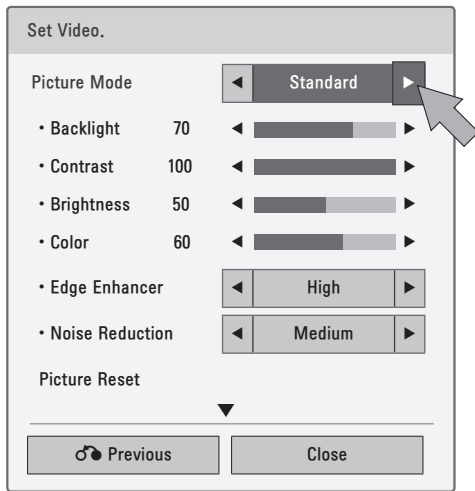 Set Video.
Picture Mode ◀ Standard ▶
• Backlight 70
• Contrast 100
• Brightness 50
• Color 60
• Edge Enhancer ◀ High ▶
• Noise Reduction ◀ Medium ▶
Picture Reset
Previous Close